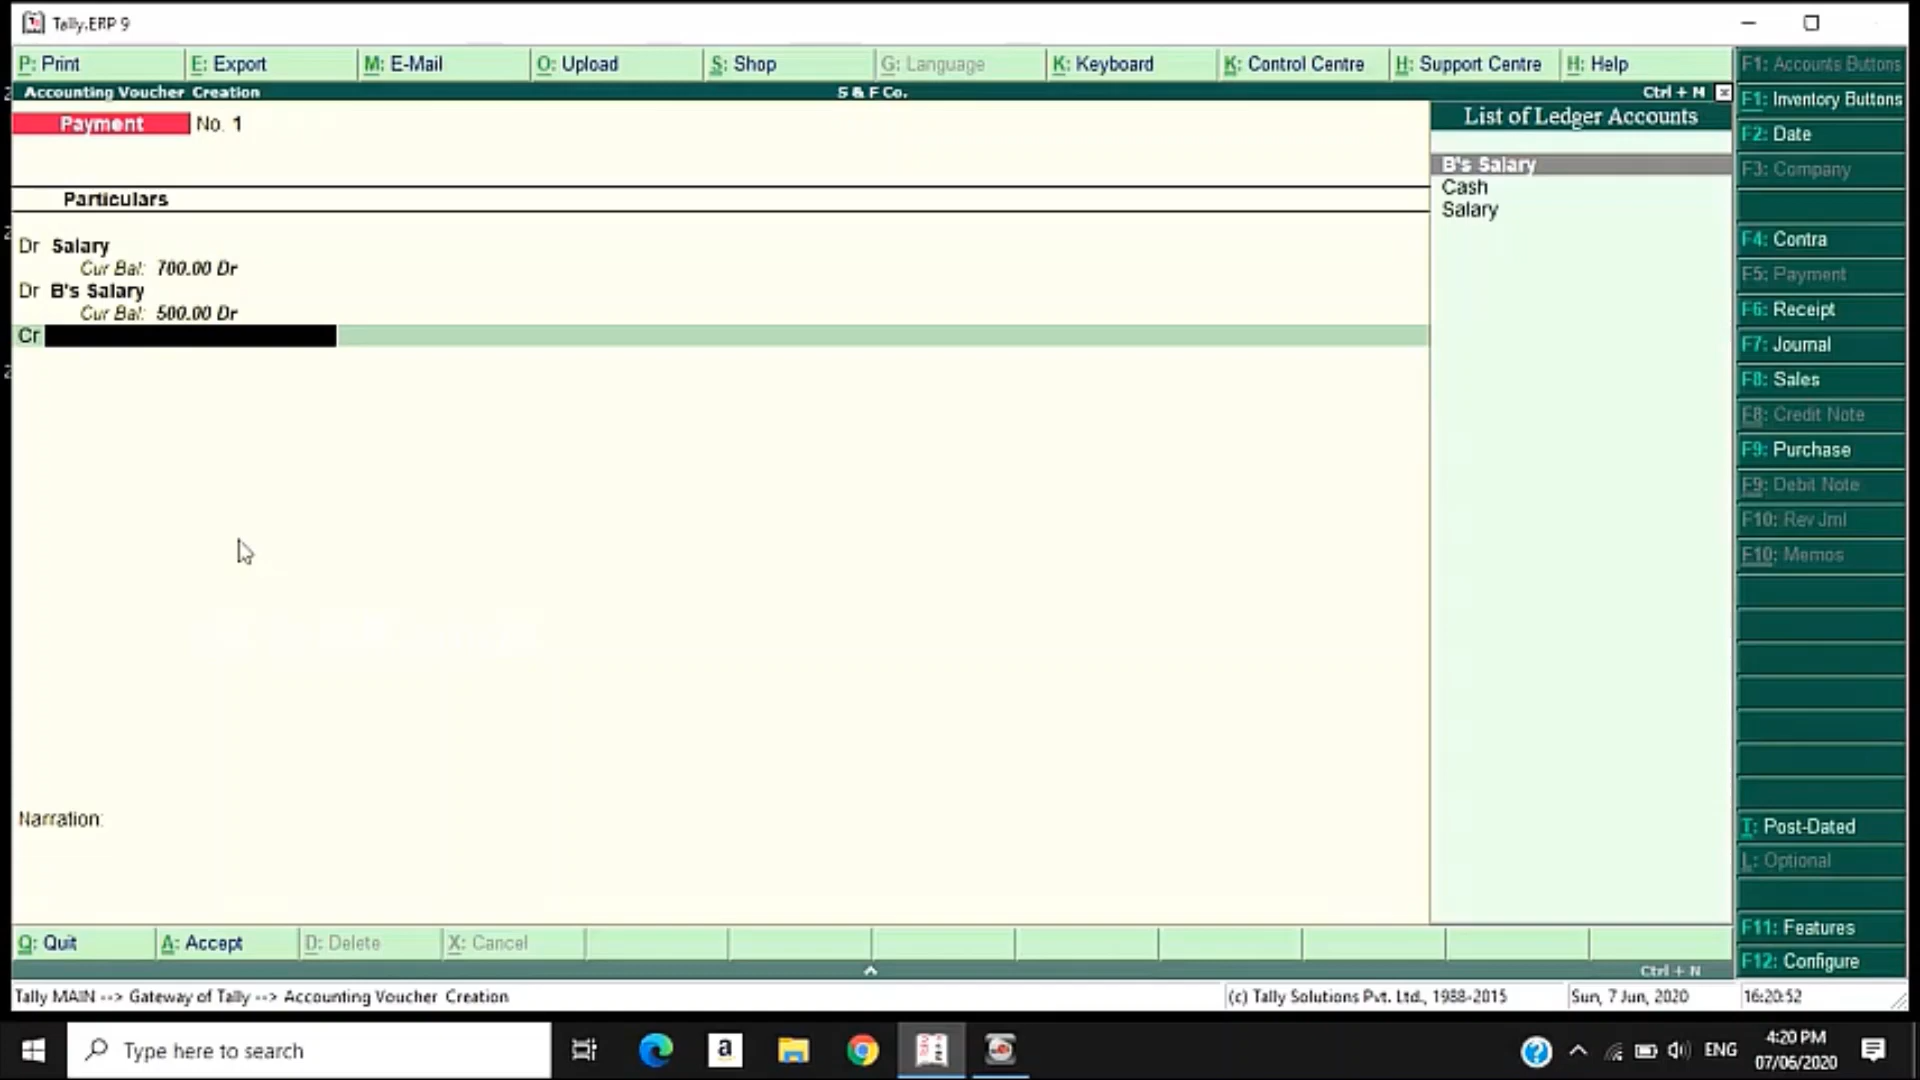 Tally.ERP 9
P: Print E: Export M: E-Mail O: Upload S: Shop G: Language K: Keyboard K: Control Centre H: Support Centre H: Help
F1: Accounts Buttons
Accounting Voucher Creation S & F Co. Ctrl + M
F1: Inventory Buttons
Payment No. 1
List of Ledger Accounts
F2: Date
B's Salary
F3: Company
Cash
Particulars
Salary
Dr Salary
F4: Contra
Cur Bal: 700.00 Dr
F5: Payment
Dr B's Salary
Cur Bal: 500.00 Dr
F6: Receipt
Cr
F7: Journal
F8: Sales
F8: Credit Note
F9: Purchase
F9: Debit Note
F10: Rev Jrnl
F10: Memos
Narration:
T: Post-Dated
L: Optional
F11: Features
Q: Quit A: Accept D: Delete X: Cancel
F12: Configure
Ctrl + N
Tally MAIN --> Gateway of Tally --> Accounting Voucher Creation (c) Tally Solutions Pvt. Ltd., 1988-2015 Sun, 7 Jun, 2020 16:20:52
Type here to search
ENG
4:20 PM
07/06/2020